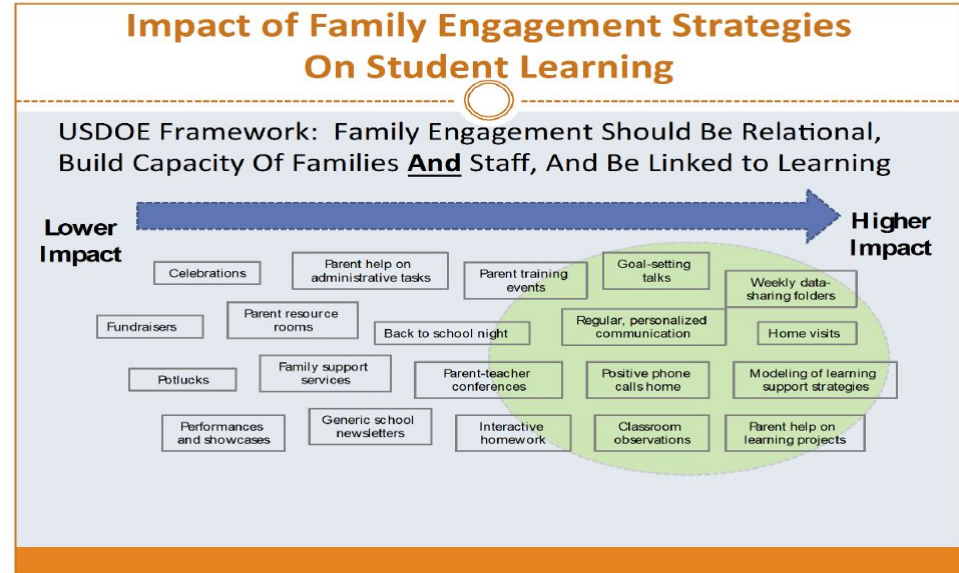 Impact of Family Engagement Strategies
On Student Learning
USDOE Framework: Family Engagement Should Be Relational,
Build Capacity Of Families And Staff, And Be Linked to Learning
Lower
Impact
Higher
Impact
Celebrations
Parent help on
administrative tasks
Parent training
events
Goal-setting
talks
Weekly data-
sharing folders
Fundraisers
Parent resource
rooms
Back to school night
Regular, personalized
communication
Home visits
Potlucks
Family support
services
Parent-teacher
conferences
Positive phone
calls home
Modeling of learning
support strategies
Performances
and showcases
Generic school
newsletters
Interactive
homework
Classroom
observations
Parent help on
learning projects